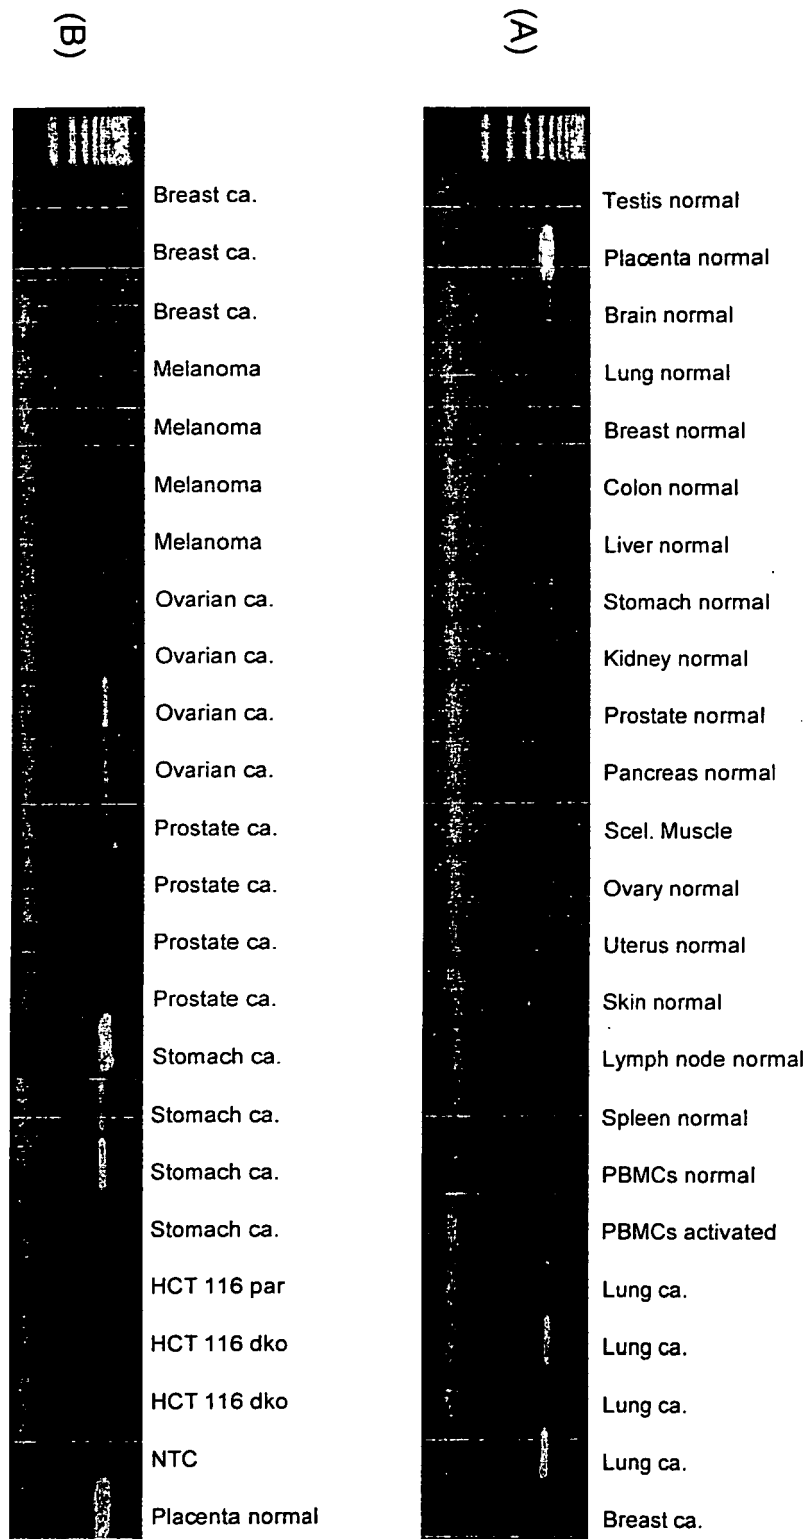 (A)
Testis normal
Placenta normal
Brain normal
Lung normal
Breast normal
Colon normal
Liver normal
Stomach normal
Kidney normal
Prostate normal
Pancreas normal
Scel. Muscle
Ovary normal
Uterus normal
Skin normal
Lymph node normal
Spleen normal
PBMCs normal
PBMCs activated
Lung ca.
Lung ca.
Lung ca.
Lung ca.
Breast ca.
(B)
Breast ca.
Breast ca.
Breast ca.
Melanoma
Melanoma
Melanoma
Melanoma
Ovarian ca.
Ovarian ca.
Ovarian ca.
Ovarian ca.
Prostate ca.
Prostate ca.
Prostate ca.
Prostate ca.
Stomach ca.
Stomach ca.
Stomach ca.
Stomach ca.
HCT 116 par
HCT 116 dko
HCT 116 dko
NTC
Placenta normal